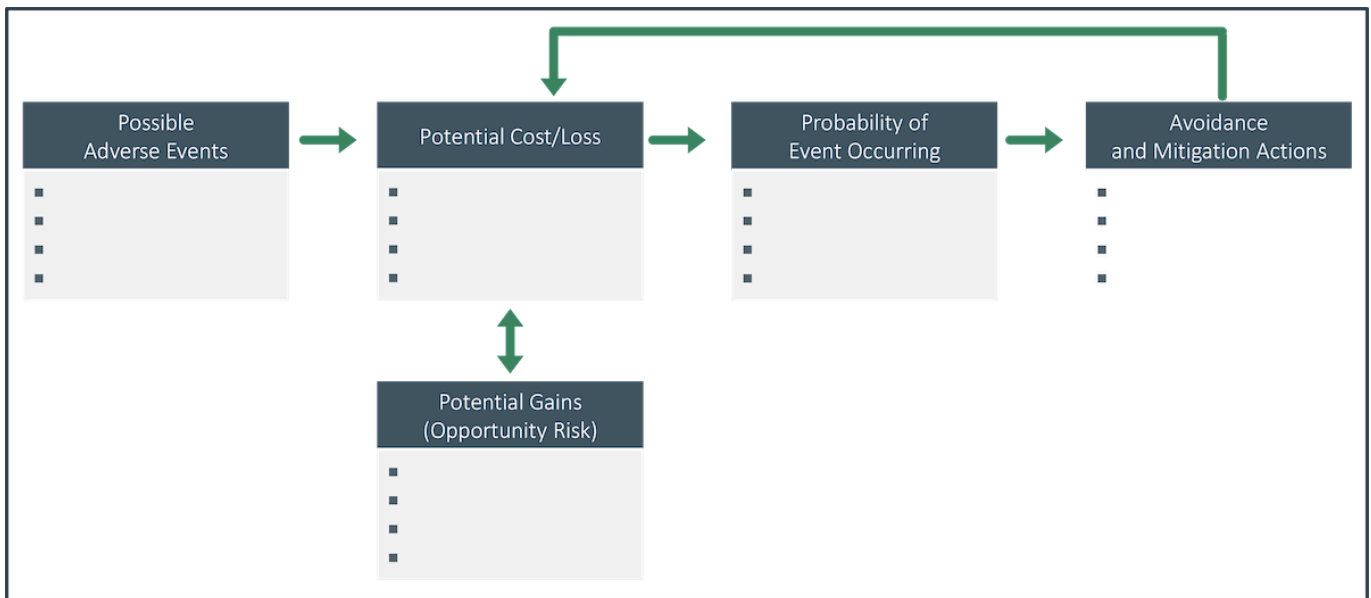 Possible
Adverse Events
Potential Cost/Loss
Probability of
Event Occurring
Avoidance
and Mitigation Actions
Potential Gains
(Opportunity Risk)